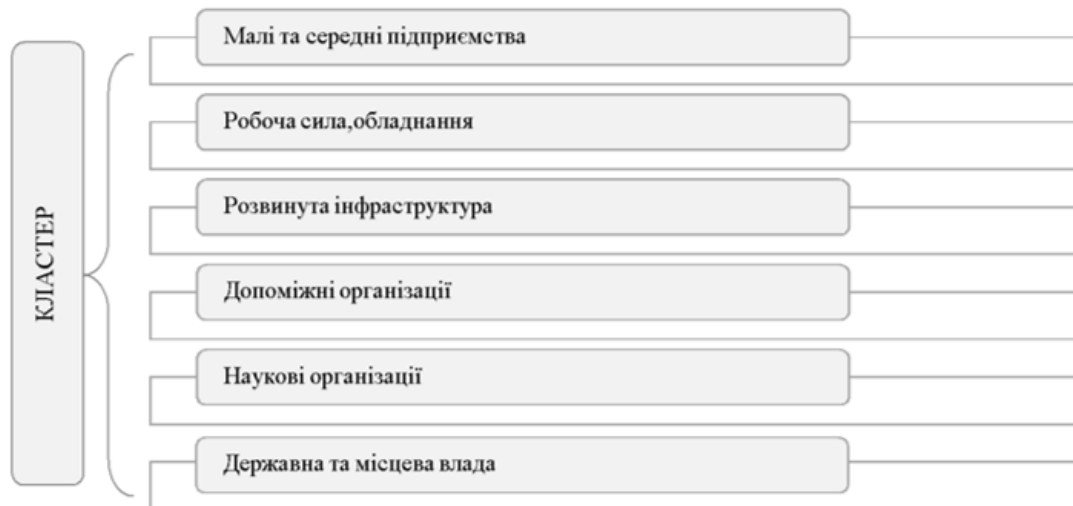 КЛАСТЕР
Малі та середні підприємства
Робоча сила,обладнання
Розвинута інфраструктура
Допоміжні організації
Наукові організації
Державна та місцева влада